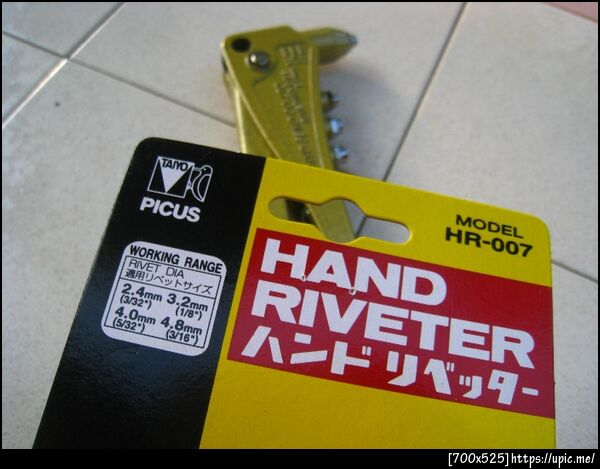 TAIYO
PICUS
MODEL
HR-007
WORKING RANGE
RIVET DIA
適用リベットサイズ
2.4mm 3.2mm
(3/32") (1/8")
4.0mm 4.8mm
(5/32") (3/16")
HAND
RIVETER
ハンドリベッター
[700x525]https://upic.me/